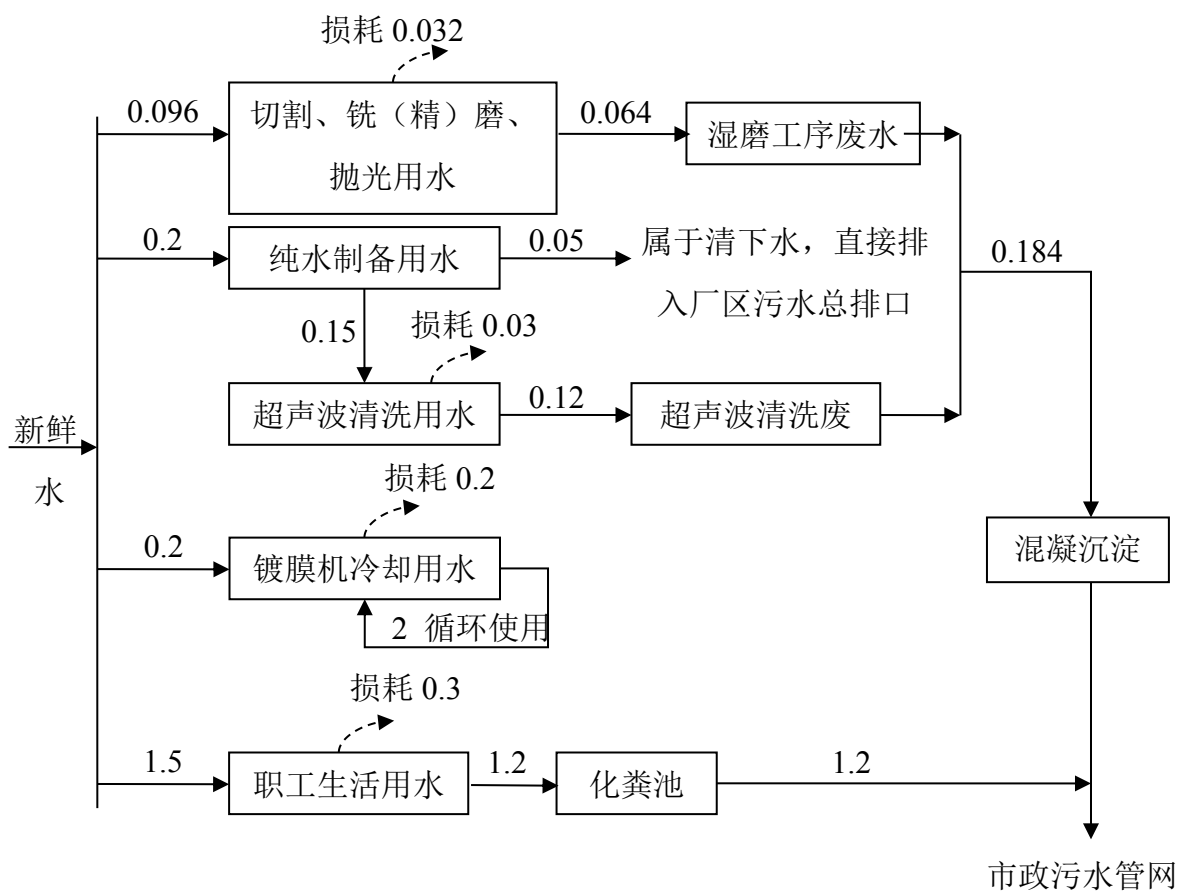 损耗 0.032
0.096
切割、铣（精）磨、
抛光用水
0.064
湿磨工序废水
0.2
纯水制备用水
0.05
属于清下水，直接排
入厂区污水总排口
0.184
0.15
损耗 0.03
超声波清洗用水
0.12
超声波清洗废
新鲜
水
损耗 0.2
0.2
镀膜机冷却用水
2 循环使用
混凝沉淀
损耗 0.3
1.5
职工生活用水
1.2
化粪池
1.2
市政污水管网